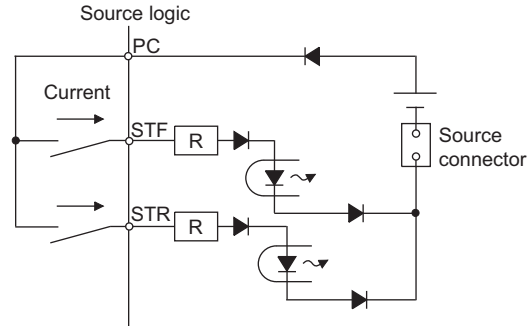 Source logic
PC
Current
STF
R
Source
connector
STR
R